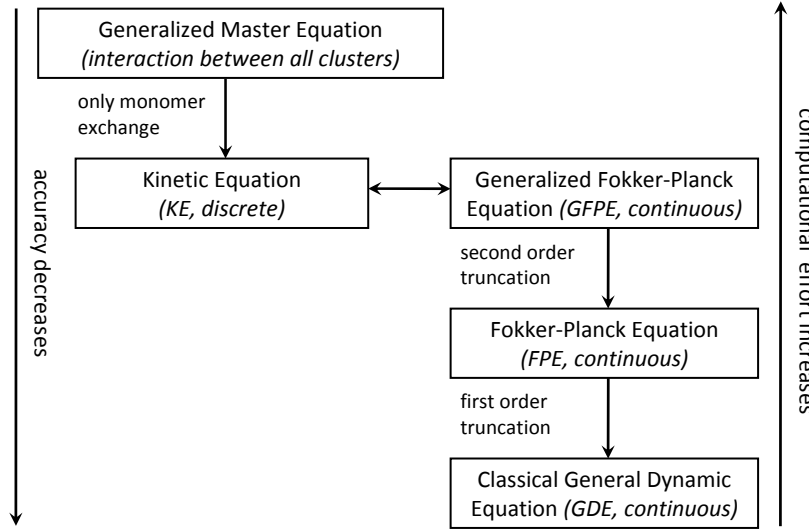 Generalized Master Equation
(interaction between all clusters)
only monomer
exchange
Kinetic Equation
(KE, discrete)
Generalized Fokker-Planck
Equation (GFPE, continuous)
second order
truncation
Fokker-Planck Equation
(FPE, continuous)
first order
truncation
Classical General Dynamic
Equation (GDE, continuous)
accuracy decreases
computational effort increases